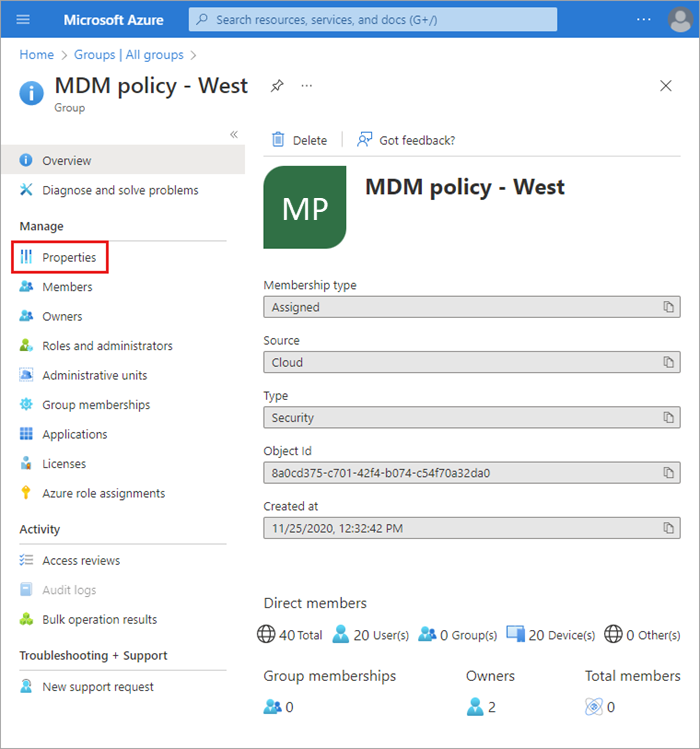 Microsoft Azure
Search resources, services, and docs (G+/)
Home > Groups | All groups >
MDM policy - West
Group
Delete
Got feedback?
Overview
Diagnose and solve problems
Manage
Properties
Members
Owners
Roles and administrators
Administrative units
Group memberships
Applications
Licenses
Azure role assignments
Activity
Access reviews
Audit logs
Bulk operation results
Troubleshooting + Support
New support request
MP
MDM policy - West
Membership type
Assigned
Source
Cloud
Type
Security
Object Id
8a0cd375-c701-42f4-b074-c54f70a32da0
Created at
11/25/2020, 12:32:42 PM
Direct members
40 Total 20 User(s) 0 Group(s) 20 Device(s) 0 Other(s)
Group memberships Owners Total members
0 2 0